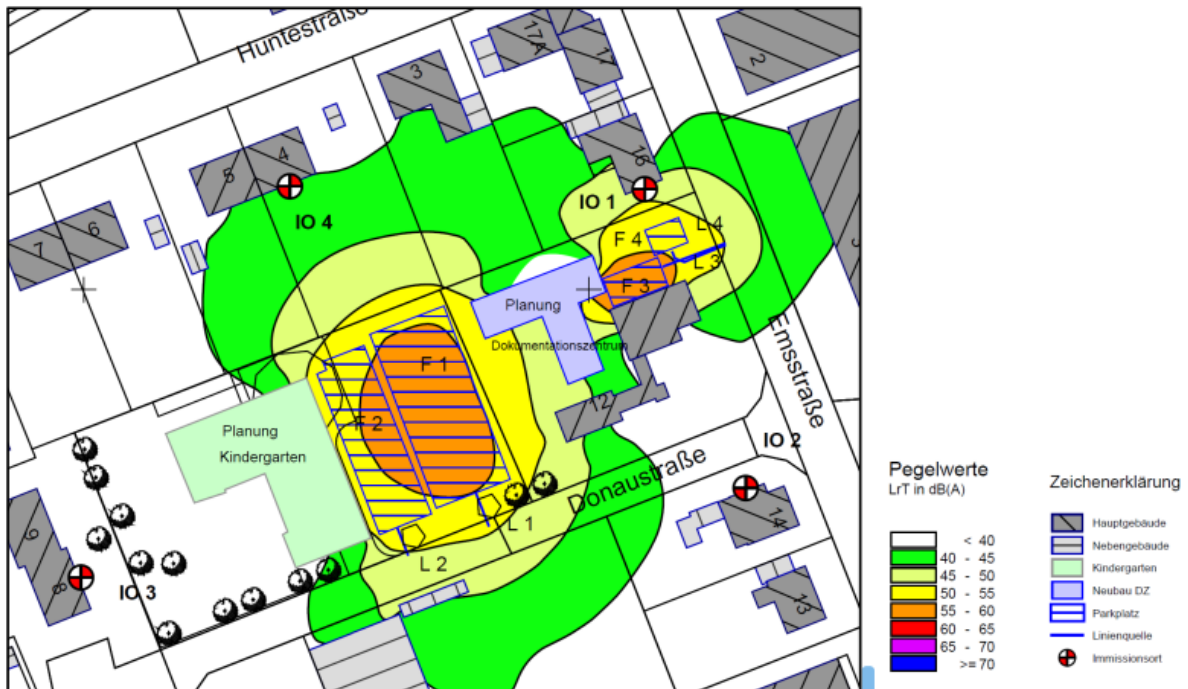 Huntestraße
17A
17
2
3
4
5
16
IO 4
IO 1
6
7
F 4
L 4
L 3
F 3
Planung
Dokumentationszentrum
Emsstraße
F 1
F 2
12
Planung
Kindergarten
IO 2
Donaustraße
L 1
14
L 2
9
8
IO 3
13
Pegelwerte
LrT in dB(A)
< 40
40 - 45
45 - 50
50 - 55
55 - 60
60 - 65
65 - 70
>= 70
Zeichenerklärung
Hauptgebäude
Nebengebäude
Kindergarten
Neubau DZ
Parkplatz
Linienquelle
Immissionsort